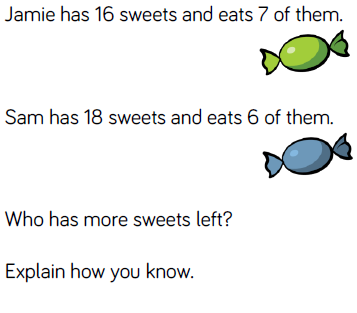 Jamie has 16 sweets and eats 7 of them.
Sam has 18 sweets and eats 6 of them.
Who has more sweets left?
Explain how you know.